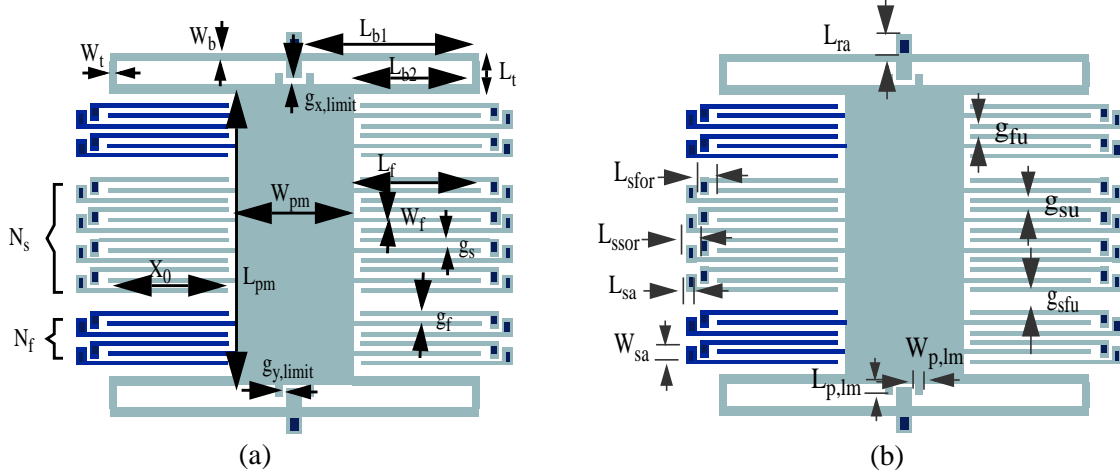 W_b
L_b1
W_t
L_b2
L_t
g_x,limit
L_f
W_pm
W_f
N_s
g_s
X_0
L_pm
g_f
N_f
g_y,limit
(a)
L_ra
g_fu
L_sfor
g_su
L_ssor
L_sa
g_sfu
W_sa
W_p,lm
L_p,lm
(b)